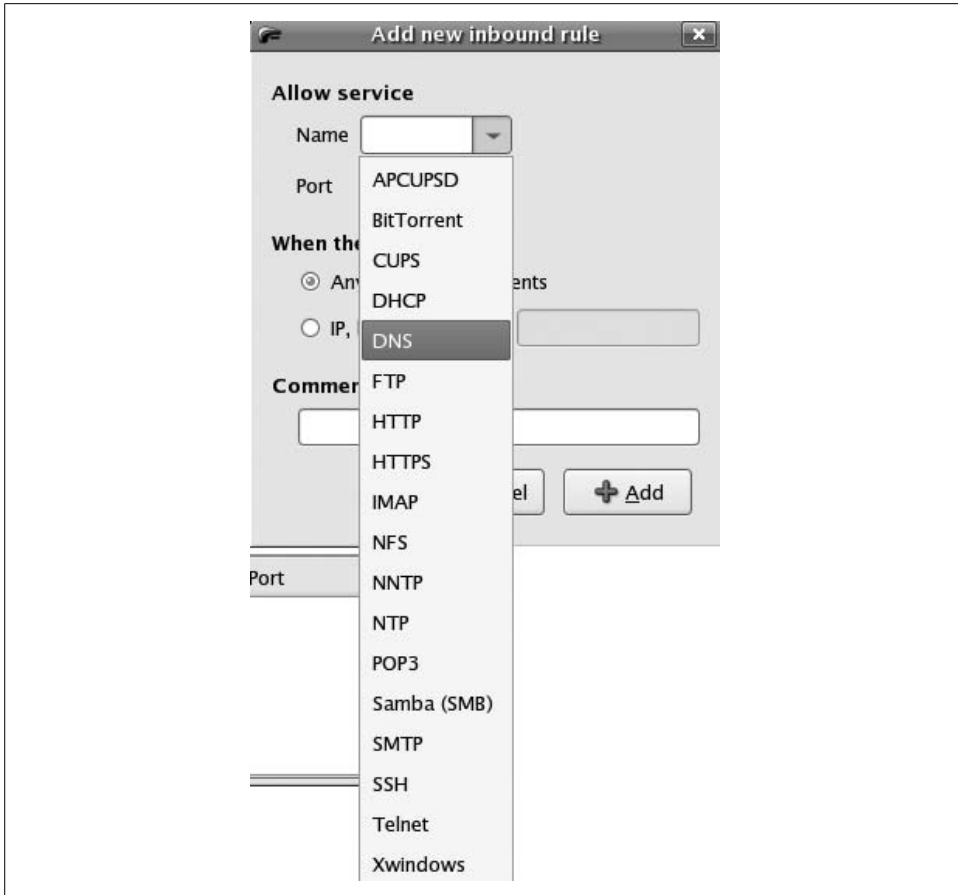 Add new inbound rule
Allow service
Name
Port
APCUPSD
BitTorrent
When the
CUPS
Any
ents
DHCP
IP,
DNS
Commen
FTP
HTTP
HTTPS
el
Add
IMAP
NFS
Port
NNTP
NTP
POP3
Samba (SMB)
SMTP
SSH
Telnet
Xwindows